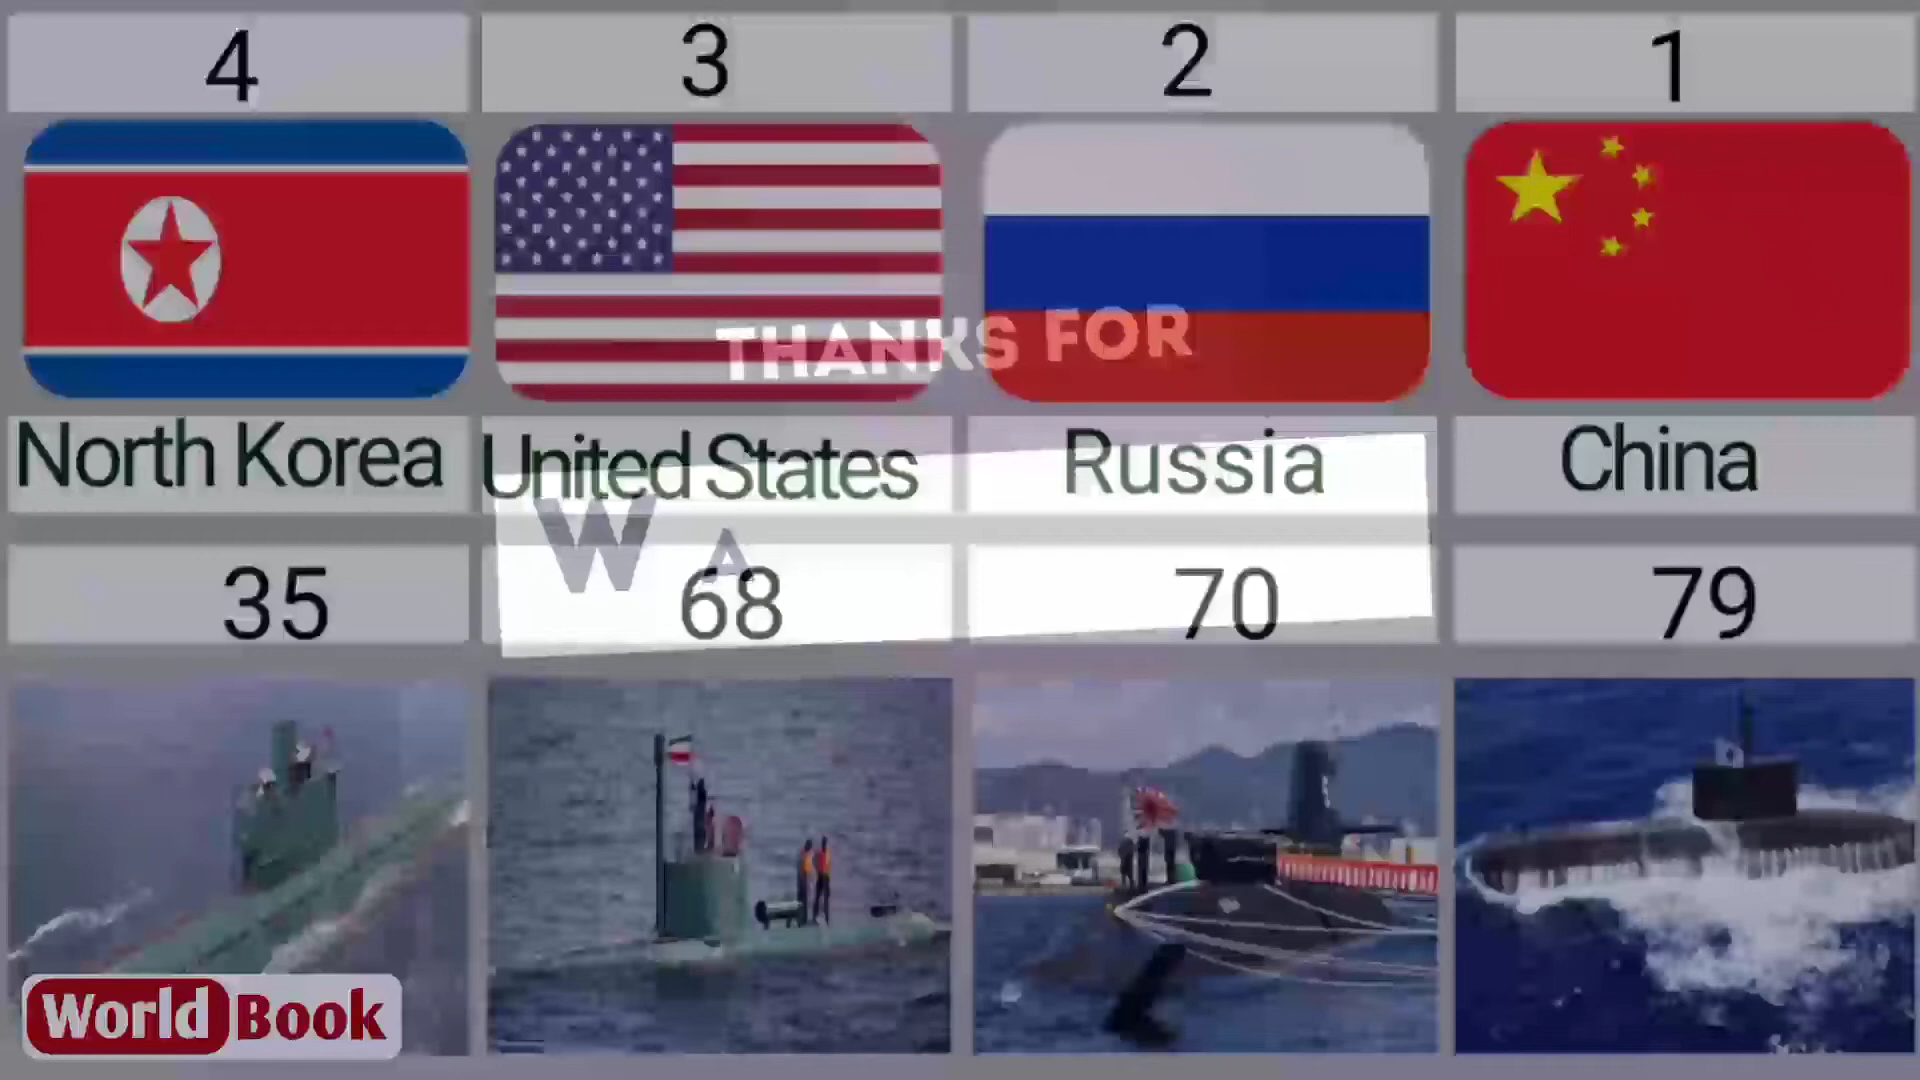 4 3 2 1
THANKS FOR
North Korea United States Russia China
W A
35 68 70 79
World Book